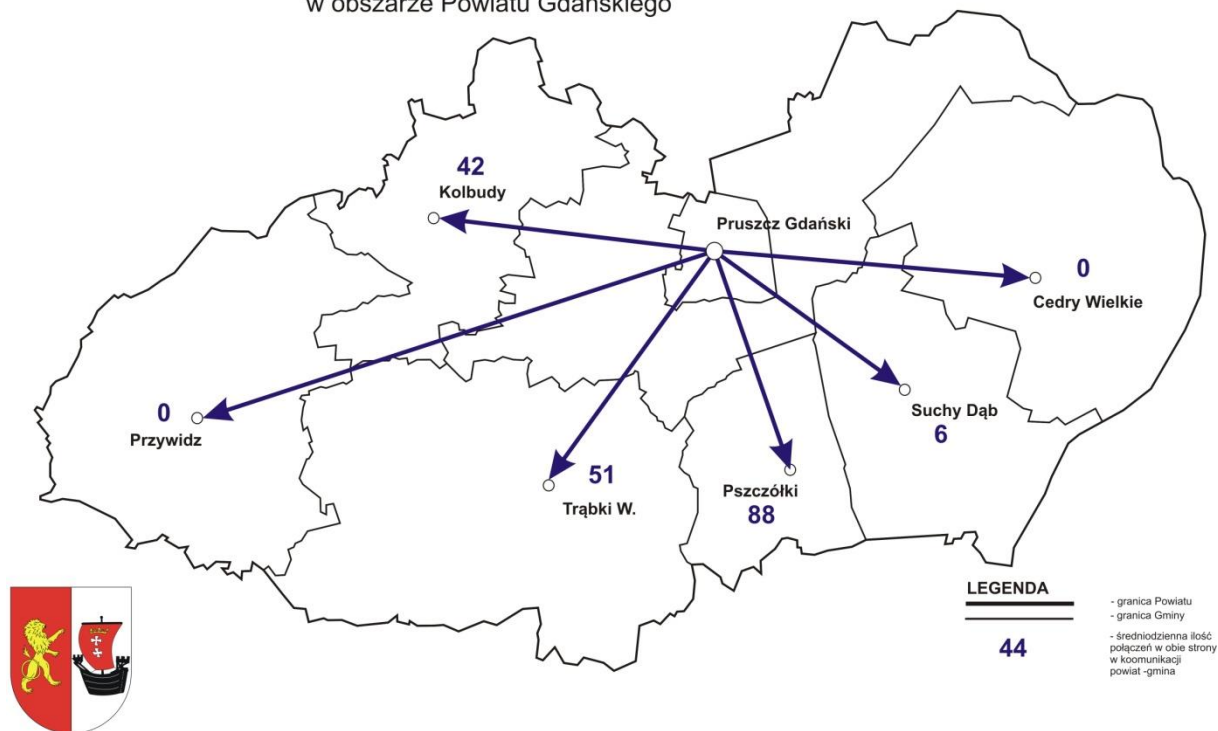 w obszarze Powiatu Gdańskiego
42
Kolbudy
Pruszcz Gdański
0
Cedry Wielkie
0
Przywidz
Suchy Dąb
6
51
Trąbki W.
Pszczółki
88
LEGENDA
- granica Powiatu
- granica Gminy
44
- średniodzienna ilość
połączeń w obie strony
w koomunikacji
powiat -gmina